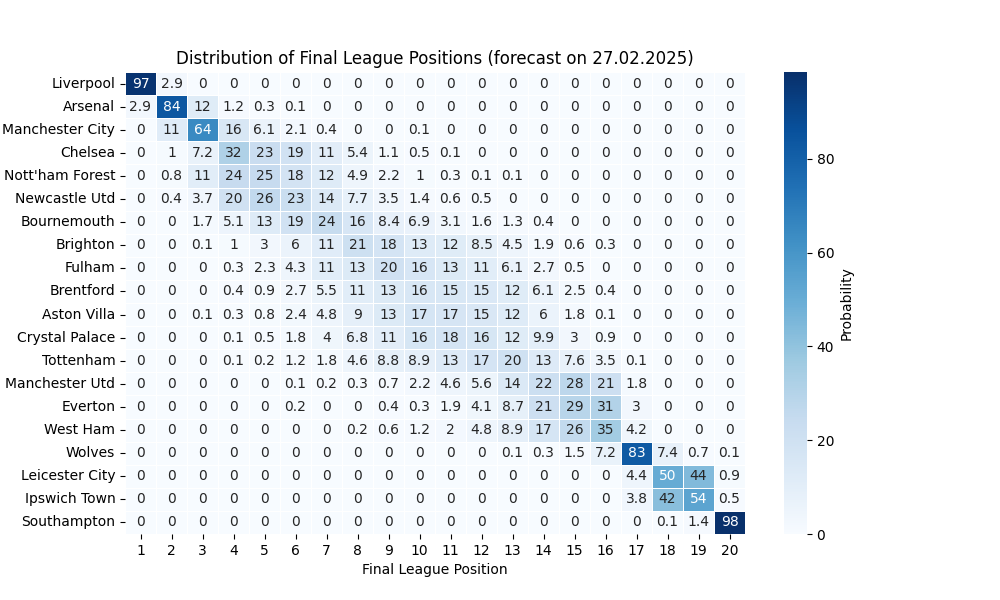 Distribution of Final League Positions (forecast on 27.02.2025)
Liverpool 97 2.9 0 0 0 0 0 0 0 0 0 0 0 0 0 0 0 0 0 0
Arsenal 2.9 84 12 1.2 0.3 0.1 0 0 0 0 0 0 0 0 0 0 0 0 0 0
Manchester City 0 11 64 16 6.1 2.1 0.4 0 0 0.1 0 0 0 0 0 0 0 0 0 0
Chelsea 0 1 7.2 32 23 19 11 5.4 1.1 0.5 0.1 0 0 0 0 0 0 0 0 0
Nott'ham Forest 0 0.8 11 24 25 18 12 4.9 2.2 1 0.3 0.1 0.1 0 0 0 0 0 0 0
Newcastle Utd 0 0.4 3.7 20 26 23 14 7.7 3.5 1.4 0.6 0.5 0 0 0 0 0 0 0 0
Bournemouth 0 0 1.7 5.1 13 19 24 16 8.4 6.9 3.1 1.6 1.3 0.4 0 0 0 0 0 0
Brighton 0 0 0.1 1 3 6 11 21 18 13 12 8.5 4.5 1.9 0.6 0.3 0 0 0 0
Fulham 0 0 0 0.3 2.3 4.3 11 13 20 16 13 11 6.1 2.7 0.5 0 0 0 0 0
Brentford 0 0 0 0.4 0.9 2.7 5.5 11 13 16 15 15 12 6.1 2.5 0.4 0 0 0 0
Aston Villa 0 0 0.1 0.3 0.8 2.4 4.8 9 13 17 17 15 12 6 1.8 0.1 0 0 0 0
Crystal Palace 0 0 0 0.1 0.5 1.8 4 6.8 11 16 18 16 12 9.9 3 0.9 0 0 0 0
Tottenham 0 0 0 0.1 0.2 1.2 1.8 4.6 8.8 8.9 13 17 20 13 7.6 3.5 0.1 0 0 0
Manchester Utd 0 0 0 0 0 0.1 0.2 0.3 0.7 2.2 4.6 5.6 14 22 28 21 1.8 0 0 0
Everton 0 0 0 0 0 0.2 0 0 0.4 0.3 1.9 4.1 8.7 21 29 31 3 0 0 0
West Ham 0 0 0 0 0 0 0 0.2 0.6 1.2 2 4.8 8.9 17 26 35 4.2 0 0 0
Wolves 0 0 0 0 0 0 0 0 0 0 0 0 0.1 0.3 1.5 7.2 83 7.4 0.7 0.1
Leicester City 0 0 0 0 0 0 0 0 0 0 0 0 0 0 0 0 4.4 50 44 0.9
Ipswich Town 0 0 0 0 0 0 0 0 0 0 0 0 0 0 0 0 3.8 42 54 0.5
Southampton 0 0 0 0 0 0 0 0 0 0 0 0 0 0 0 0 0 0.1 1.4 98
1 2 3 4 5 6 7 8 9 10 11 12 13 14 15 16 17 18 19 20
Final League Position
80
60
40
20
0
Probability